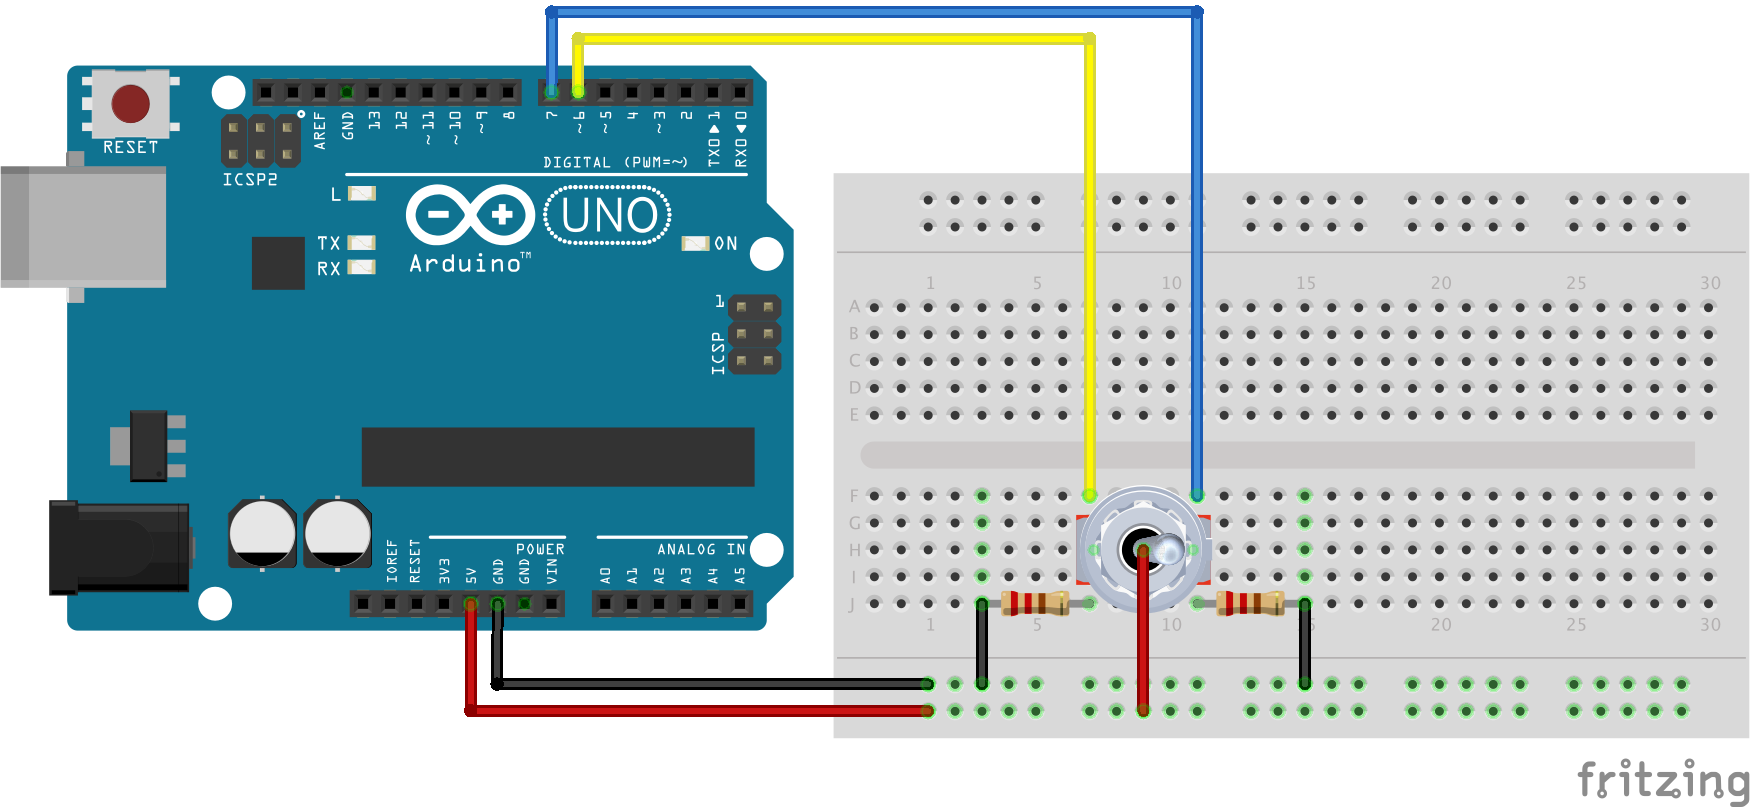 RESET
ICSP2
AREF
GND
13
12
~11
~10
~9
8
7
~6
~5
4
~3
2
TX0▶1
RX0◀0
DIGITAL (PWM=~)
L
TX
RX
UNO
Arduino™
ON
1
ICSP
POWER
ANALOG IN
IOREF
RESET
3V3
5V
GND
GND
VIN
A0
A1
A2
A3
A4
A5
1 5 10 15 20 25 30
A
B
C
D
E
F
G
H
I
J
1 5 10 15 20 25 30
fritzing